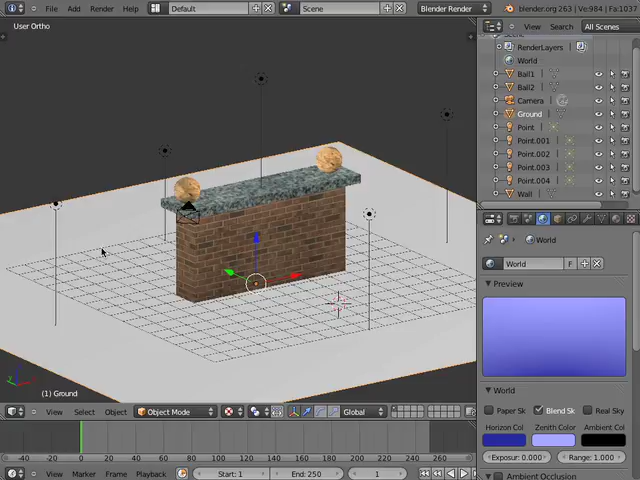 File Add Render Help Default Scene Blender Render blender.org 263 | Ve:984 | Fa:1037
View Search All Scenes
User Ortho
Scene
RenderLayers
World
Ball1
Ball2
Camera
Ground
Point
Point.001
Point.002
Point.003
Point.004
Wall
World
World F
Preview
World
Paper Sk Blend Sk Real Sky
Horizon Col Zenith Color Ambient Col
Exposur: 0.000 Range: 1.000
Ambient Occlusion
(1) Ground
View Select Object Object Mode Global
-40 -20 0 20 40 60 80 100 120 140 160 180 200 220 240 260
View Marker Frame Playback Start: 1 End: 250 1